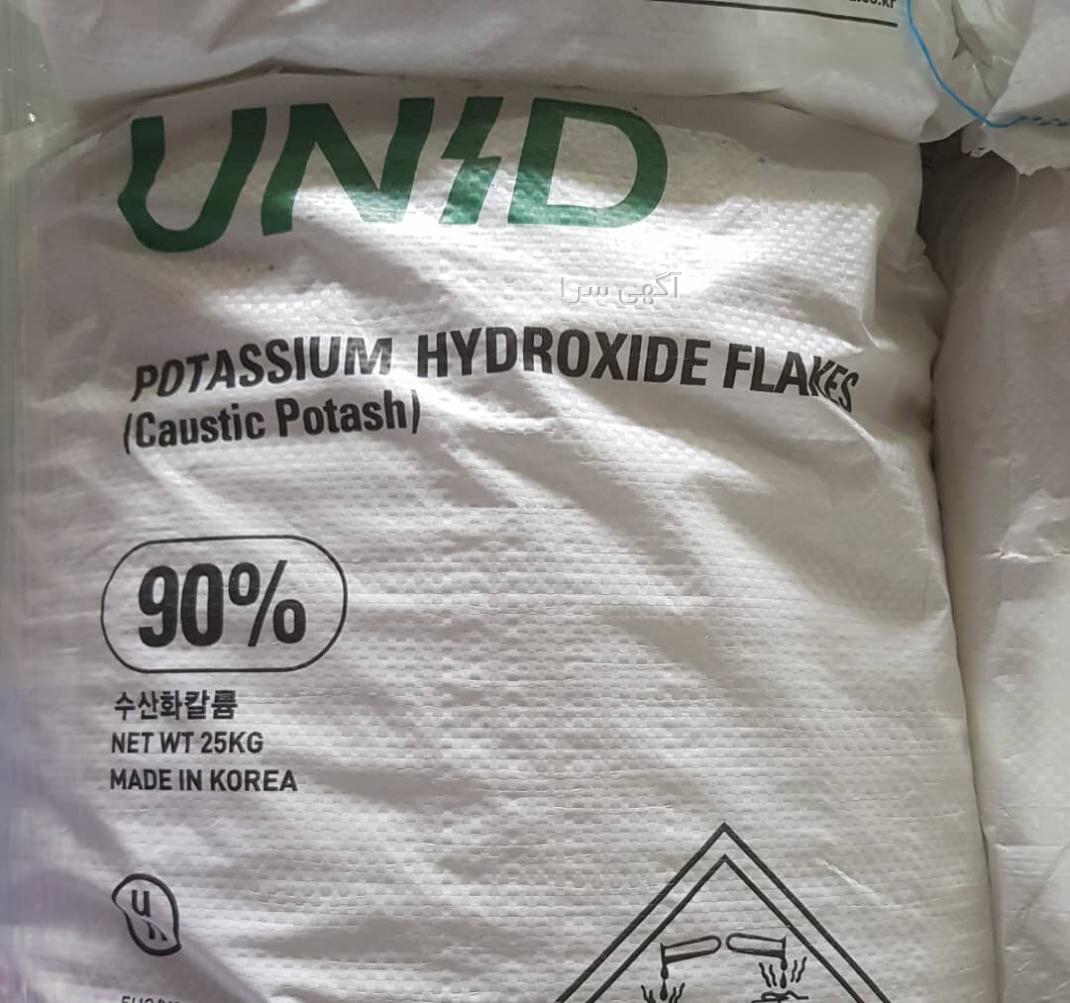 UNID
آگهی سرا
POTASSIUM HYDROXIDE FLAKES
(Caustic Potash)
90%
수산화칼륨
NET WT 25KG
MADE IN KOREA